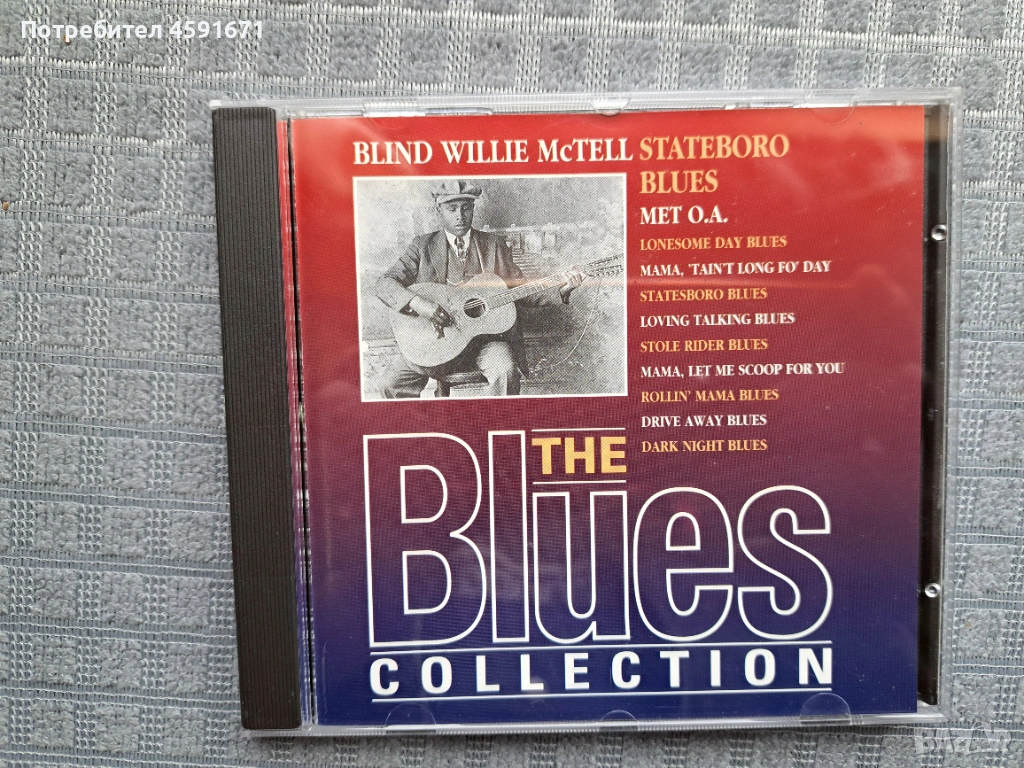 Потребител 4591671
BLIND WILLIE McTELL
STATEBORO
BLUES
MET O.A.
LONESOME DAY BLUES
MAMA, 'TAIN'T LONG FO' DAY
STATESBORO BLUES
LOVING TALKING BLUES
STOLE RIDER BLUES
MAMA, LET ME SCOOP FOR YOU
ROLLIN' MAMA BLUES
DRIVE AWAY BLUES
DARK NIGHT BLUES
THE
Blues
COLLECTION
BAZAR